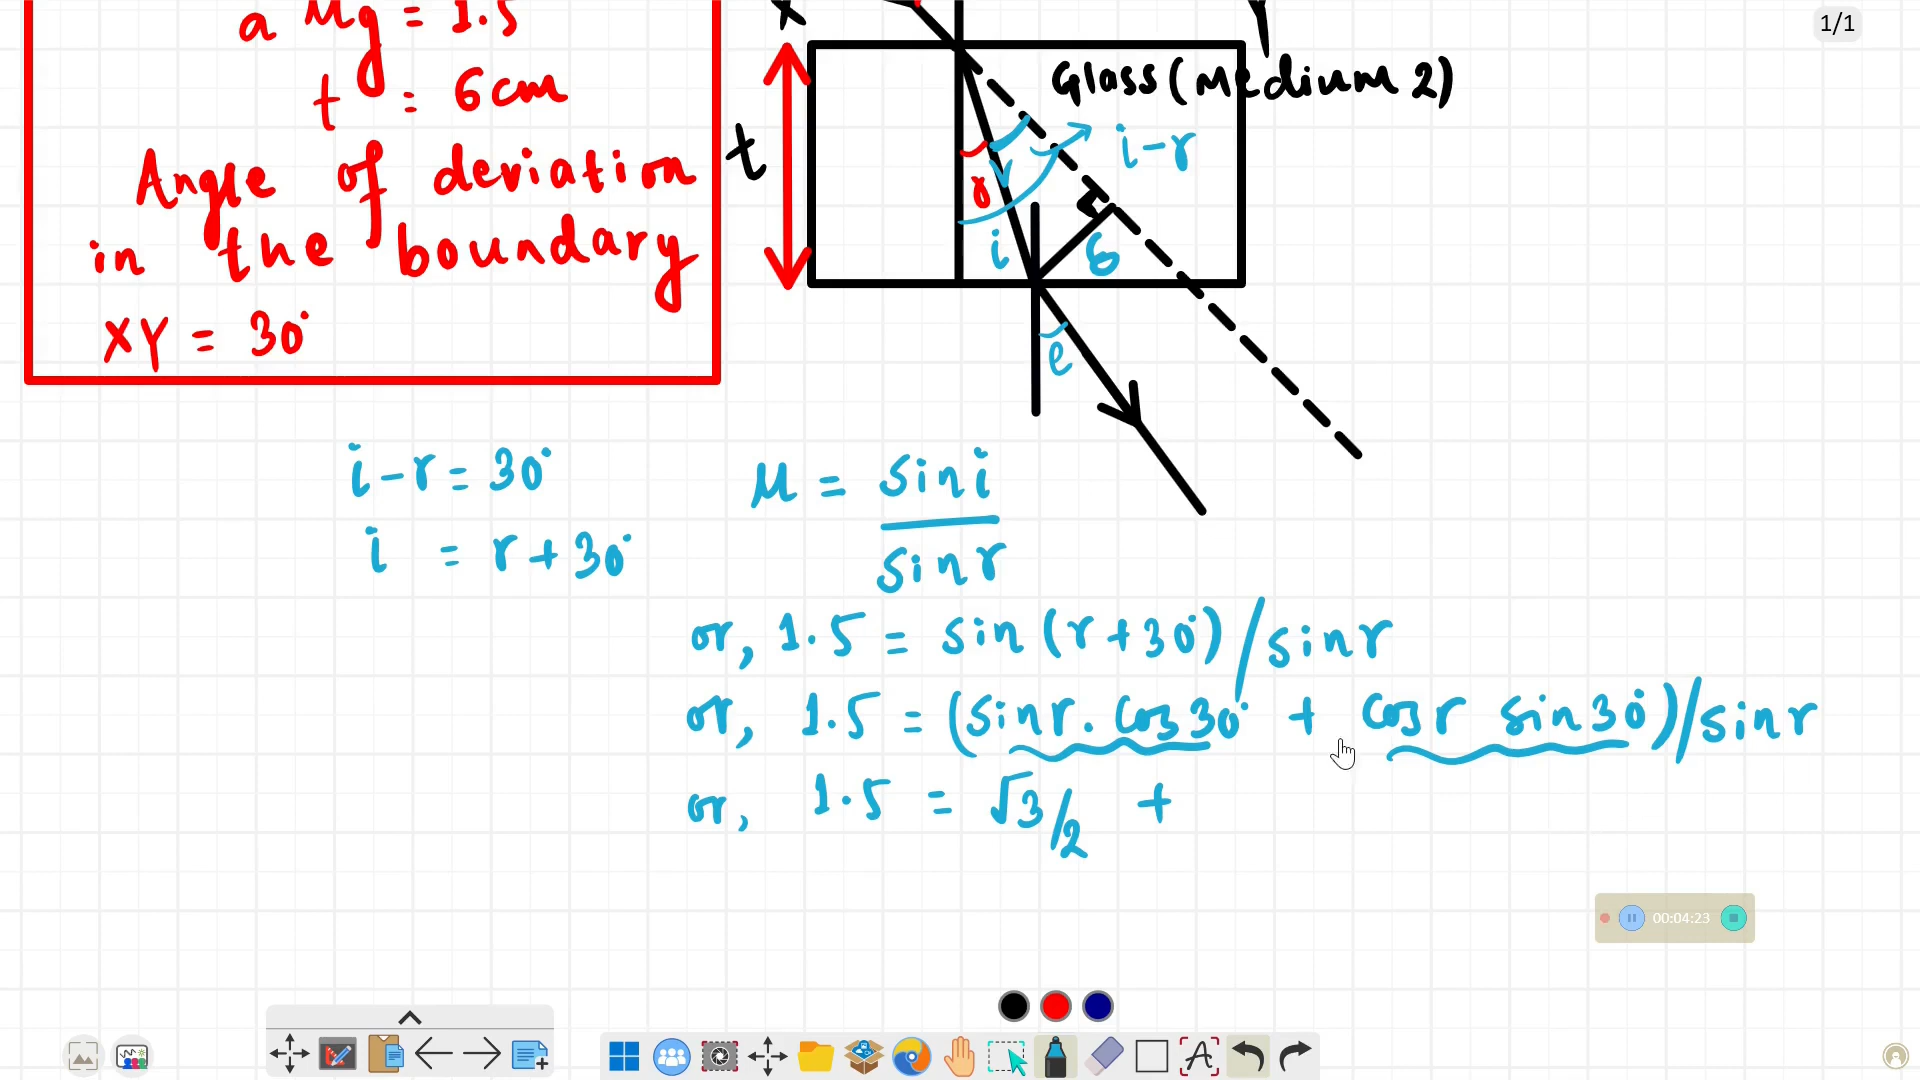 a μg = 1.5
t = 6cm
Angle of deviation
in the boundary
XY = 30°
X
Y
1/1
Glass (Medium 2)
t
i-r
r
i
6
e
i-r = 30°
i = r+30°
μ = sini
sinr
or, 1.5 = sin(r+30°)/sinr
or, 1.5 = (sinr. cos30° + cosr sin30°)/sinr
or, 1.5 = √3/2 +
00:04:23